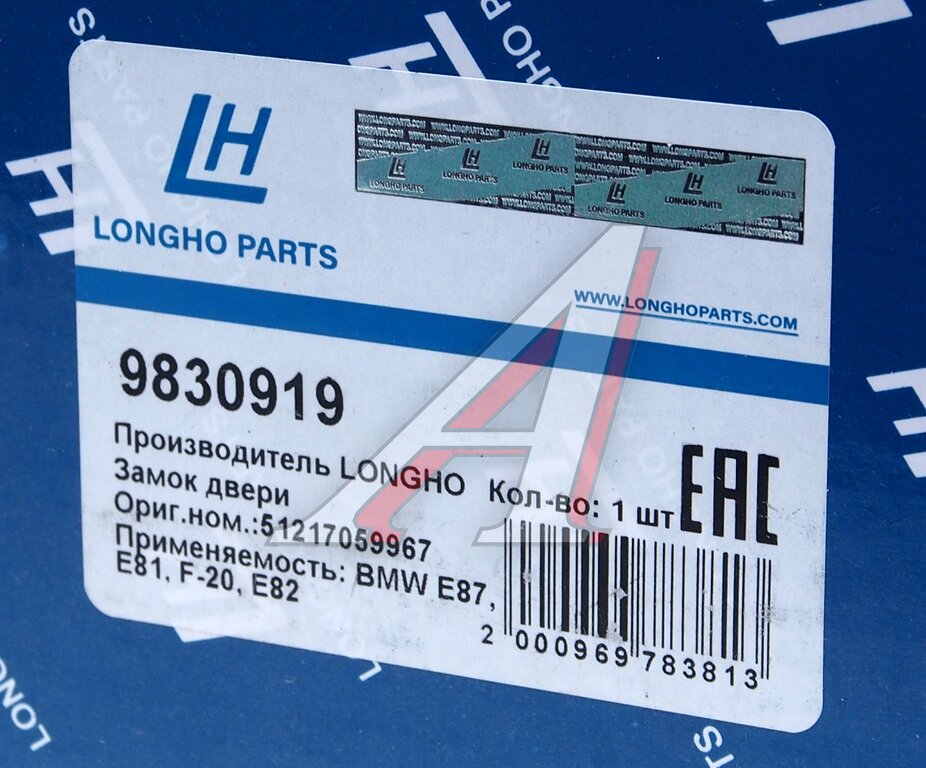 LH
LONGHO PARTS
WWW.LONGHOPARTS.COM
9830919
Производитель LONGHO
Замок двери
Кол-во: 1 шт
EAC
Ориг.ном.:51217059967
Применяемость: BMW E87,
E81, F-20, E82
2 000969 783813